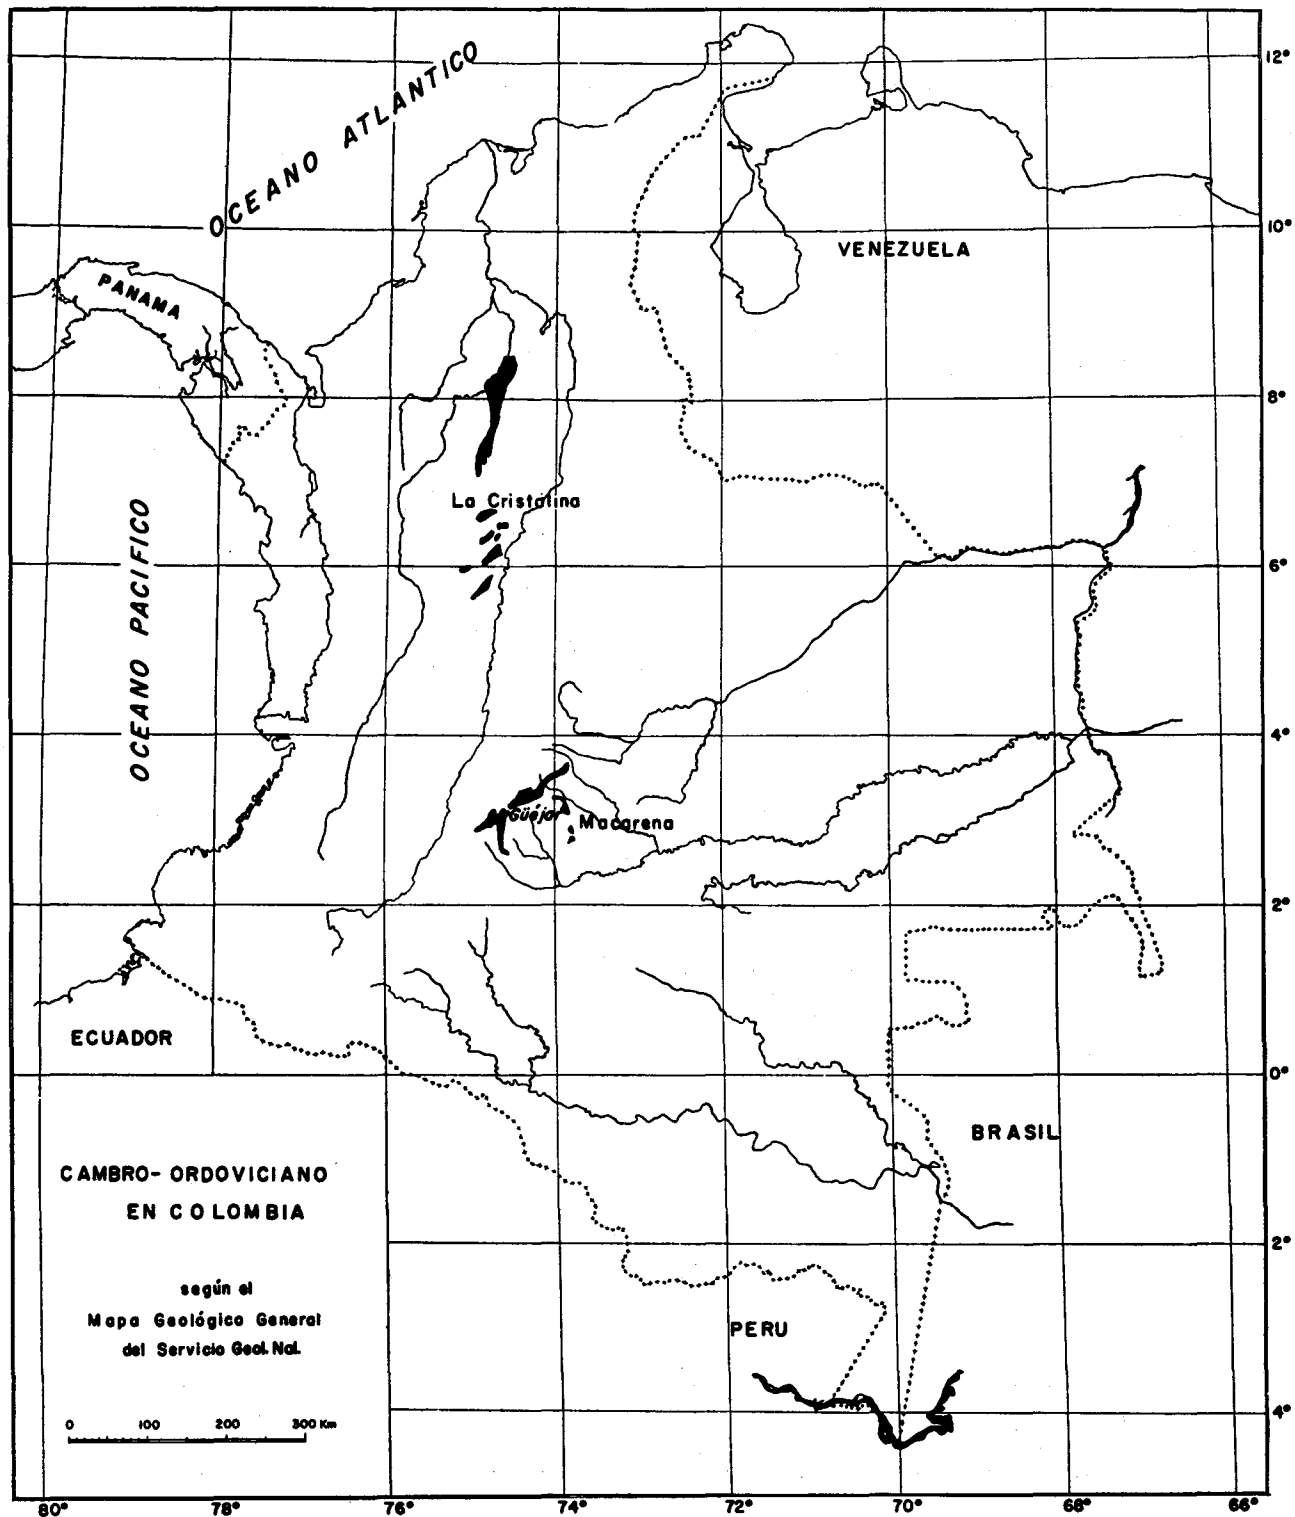 OCEANO ATLANTICO
12°
10°
VENEZUELA
PANAMA
8°
La Cristalina
OCEANO PACIFICO
6°
4°
Güéjar
Macarena
2°
ECUADOR
0°
BRASIL
CAMBRO-ORDOVICIANO
EN COLOMBIA
2°
según el
Mapa Geológico General
del Servicio Geol. Nal.
PERU
4°
0 100 200 300 Km
80° 78° 76° 74° 72° 70° 68° 66°